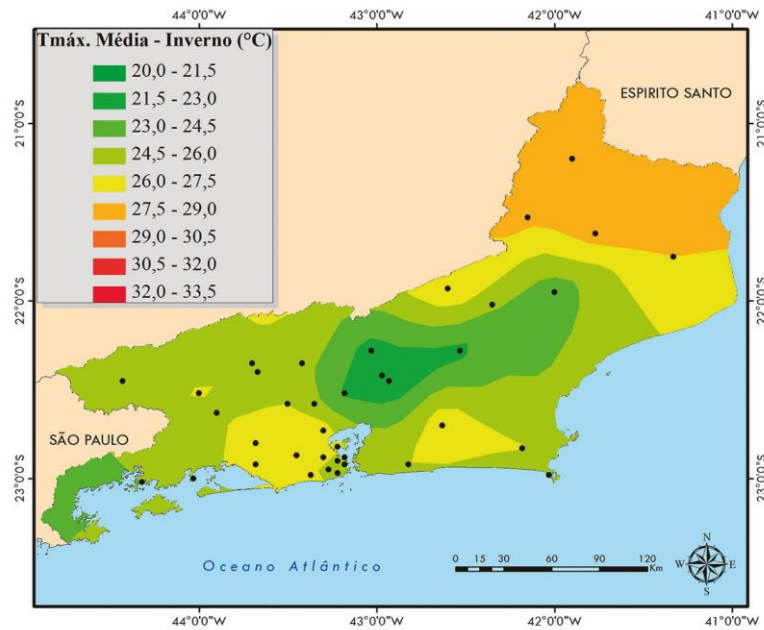 44°0'0"W 43°0'0"W 42°0'0"W 41°0'0"W
Tmáx. Média - Inverno (°C)
20,0 - 21,5
21,5 - 23,0
23,0 - 24,5
24,5 - 26,0
26,0 - 27,5
27,5 - 29,0
29,0 - 30,5
30,5 - 32,0
32,0 - 33,5
ESPIRITO SANTO
21°0'0"S 21°0'0"S
22°0'0"S 22°0'0"S
SÃO PAULO
23°0'0"S 23°0'0"S
Oceano Atlântico
0 15 30 60 90 120
Km
N
W E
S
44°0'0"W 43°0'0"W 42°0'0"W 41°0'0"W